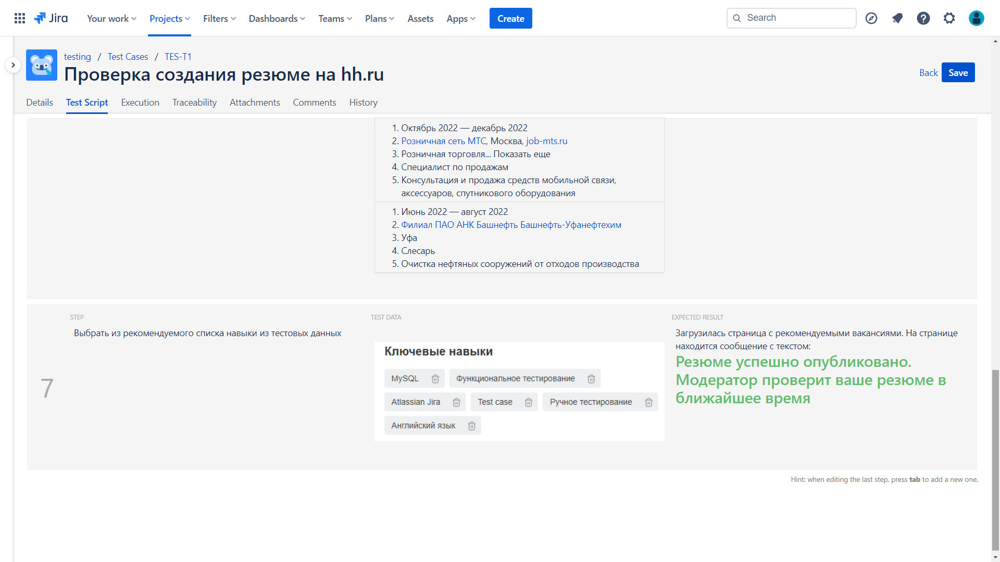 Jira
Your work
Projects
Filters
Dashboards
Teams
Plans
Assets
Apps
Create
Search
testing / Test Cases / TES-T1
Проверка создания резюме на hh.ru
Back
Save
Details
Test Script
Execution
Traceability
Attachments
Comments
History
1. Октябрь 2022 — декабрь 2022
2. Розничная сеть МТС, Москва, job-mts.ru
3. Розничная торговля... Показать еще
4. Специалист по продажам
5. Консультация и продажа средств мобильной связи,
аксессуаров, спутникового оборудования
1. Июнь 2022 — август 2022
2. Филиал ПАО АНК Башнефть Башнефть-Уфанефтехим
3. Уфа
4. Слесарь
5. Очистка нефтяных сооружений от отходов производства
7
STEP
Выбрать из рекомендуемого списка навыки из тестовых данных
TEST DATA
Ключевые навыки
MySQL
Функциональное тестирование
Atlassian Jira
Test case
Ручное тестирование
Английский язык
EXPECTED RESULT
Загрузилась страница с рекомендуемыми вакансиями. На странице
находится сообщение с текстом:
Резюме успешно опубликовано.
Модератор проверит ваше резюме в
ближайшее время
Hint: when editing the last step, press tab to add a new one.